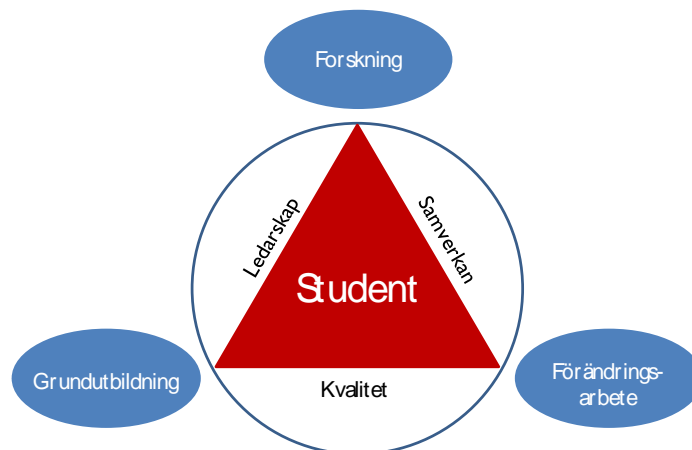 Forskning
Ledarskap
Samverkan
Student
Grundutbildning
Kvalitet
Förändrings-
arbete